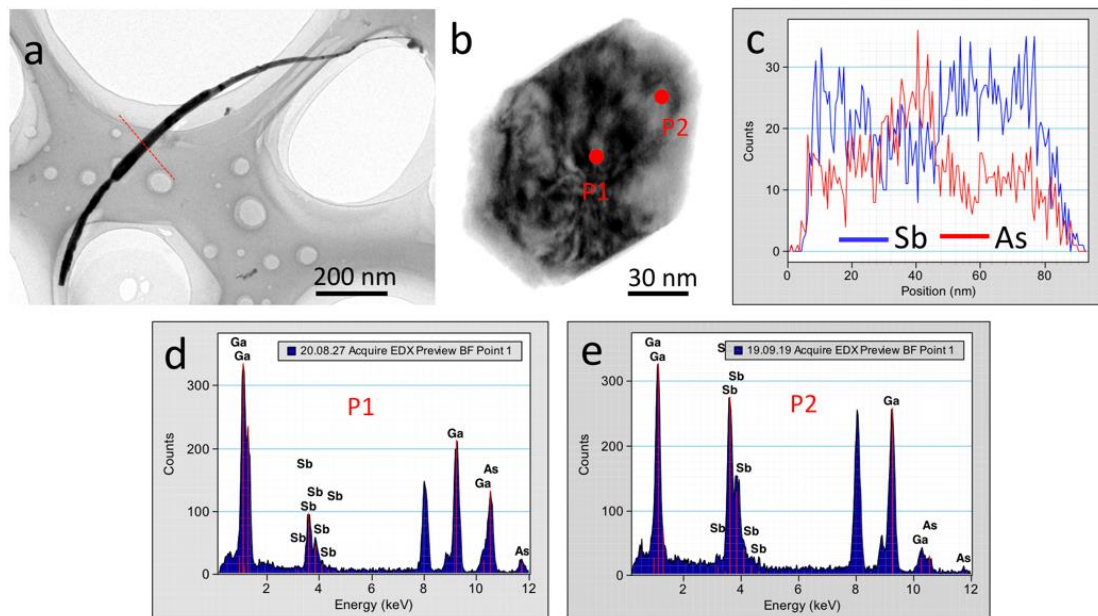 a
200 nm
b
P1
P2
30 nm
c
Counts
30
20
10
0
Sb
As
0
20
40
60
80
Position (nm)
d
20.08.27 Acquire EDX Preview BF Point 1
P1
Counts
300
200
100
0
Ga
Ga
Sb
Sb
Sb
Sb
Sb
Sb
Sb
Ga
As
Ga
As
2
4
6
8
10
12
Energy (keV)
e
19.09.19 Acquire EDX Preview BF Point 1
P2
Counts
300
200
100
0
Ga
Ga
S
Sb
Sb
Sb
Sb
Sb
Sb
Ga
As
Ga
As
2
4
6
8
10
12
Energy (keV)